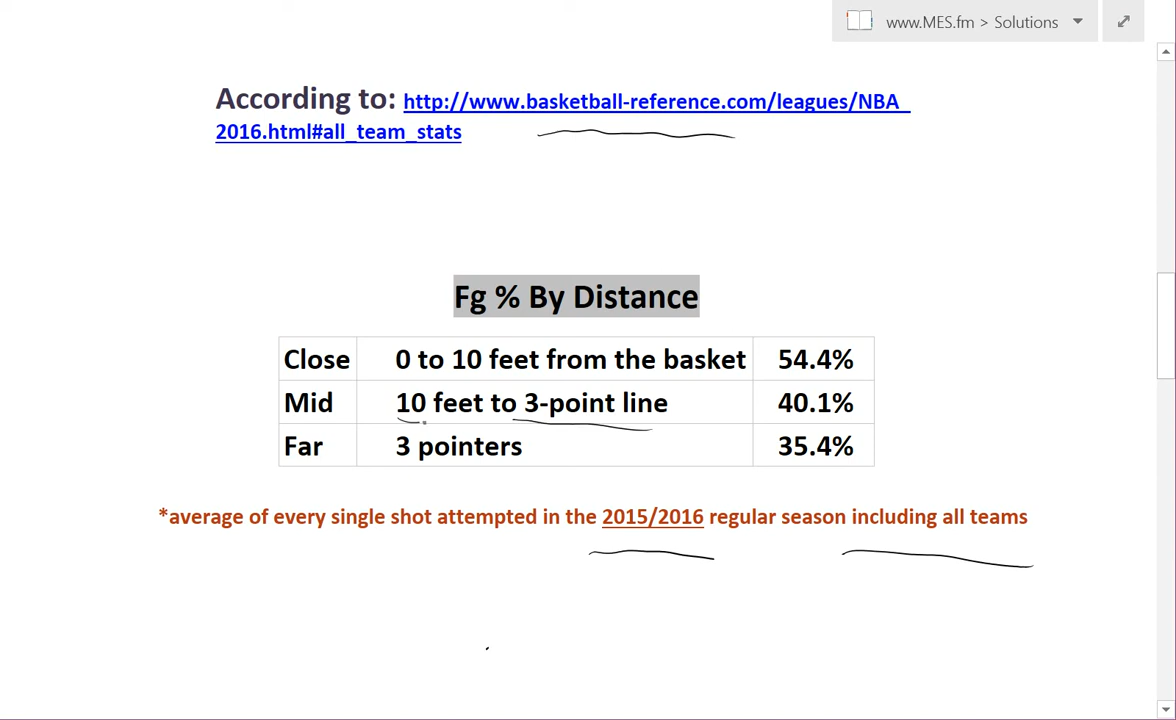 www.MES.fm > Solutions
According to: http://www.basketball-reference.com/leagues/NBA_
2016.html#all_team_stats
Fg % By Distance
Close 0 to 10 feet from the basket 54.4%
Mid 10 feet to 3-point line 40.1%
Far 3 pointers 35.4%
*average of every single shot attempted in the 2015/2016 regular season including all teams